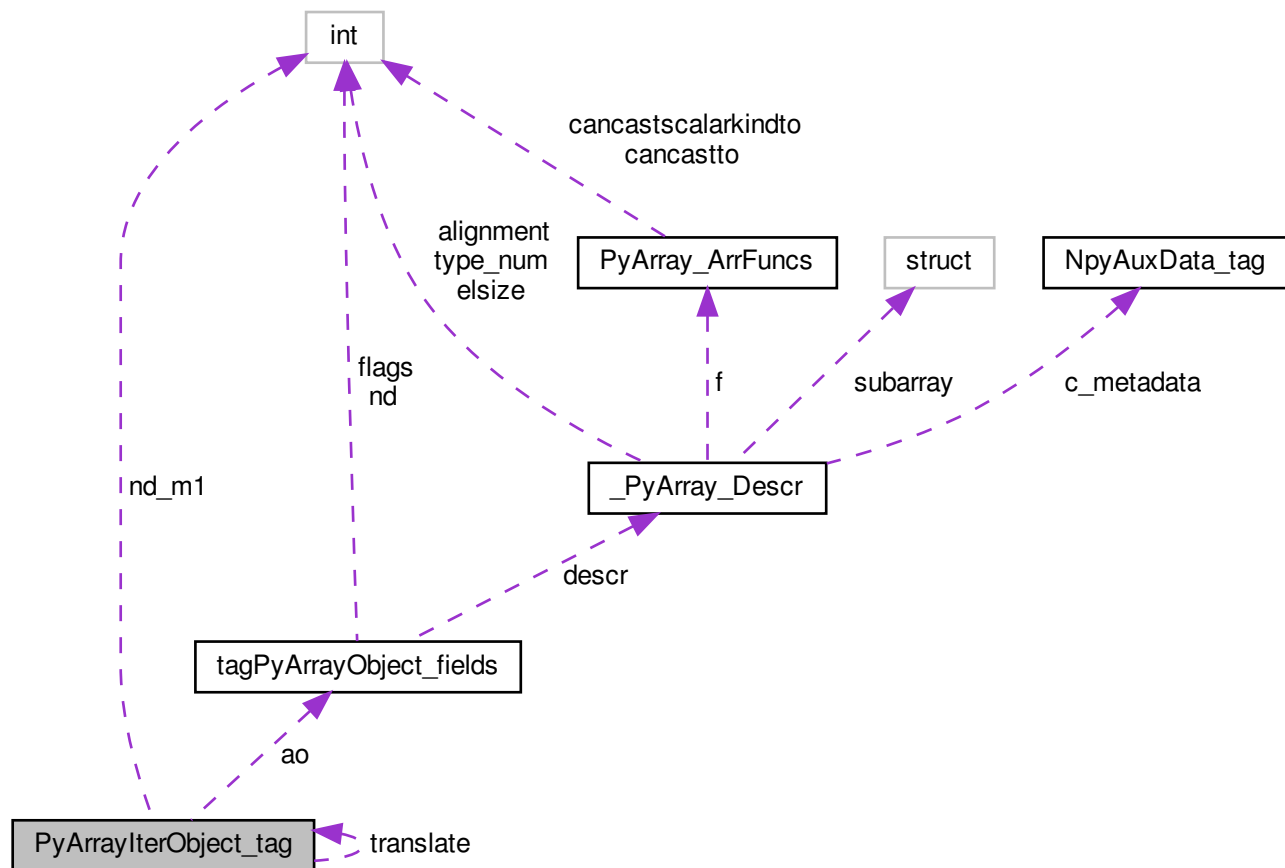 int
cancastscalarkindto
cancastto
alignment
type_num
elsize
PyArray_ArrFuncs
struct
NpyAuxData_tag
flags
nd
f
subarray
c_metadata
nd_m1
_PyArray_Descr
descr
tagPyArrayObject_fields
ao
PyArrayIterObject_tag
translate